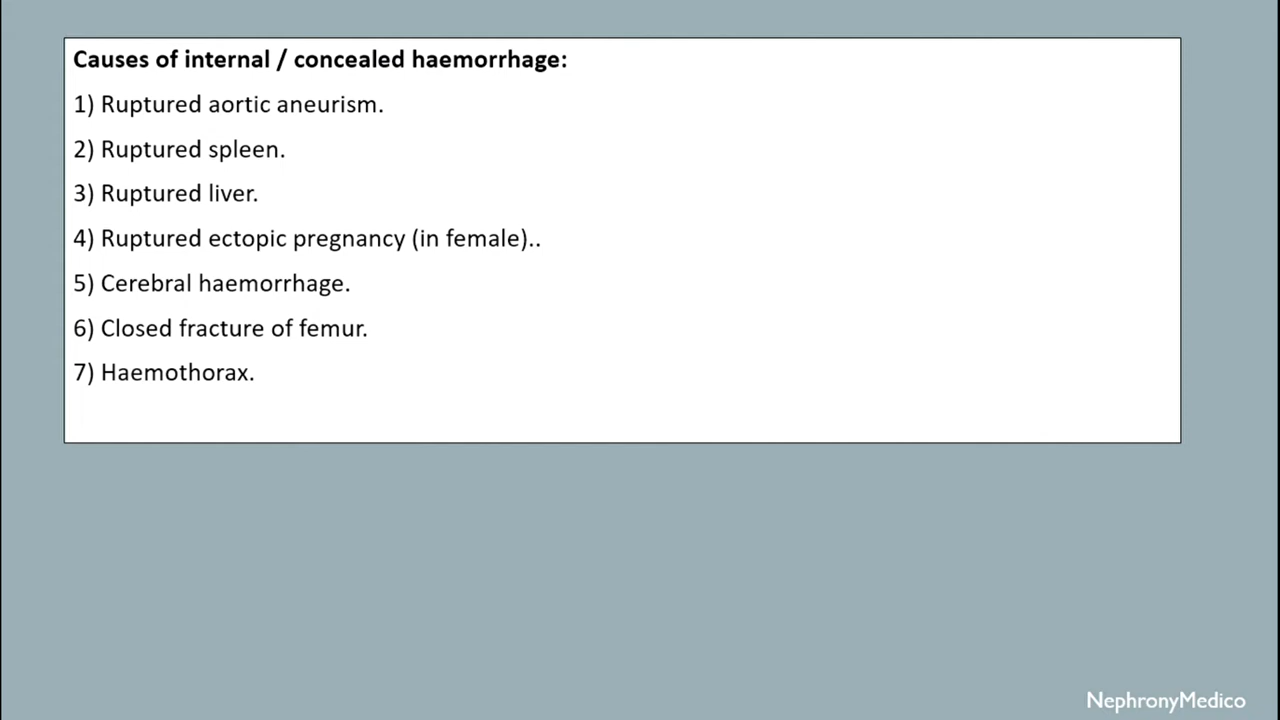 Causes of internal / concealed haemorrhage:
1) Ruptured aortic aneurism.
2) Ruptured spleen.
3) Ruptured liver.
4) Ruptured ectopic pregnancy (in female)..
5) Cerebral haemorrhage.
6) Closed fracture of femur.
7) Haemothorax.
NephronyMedico